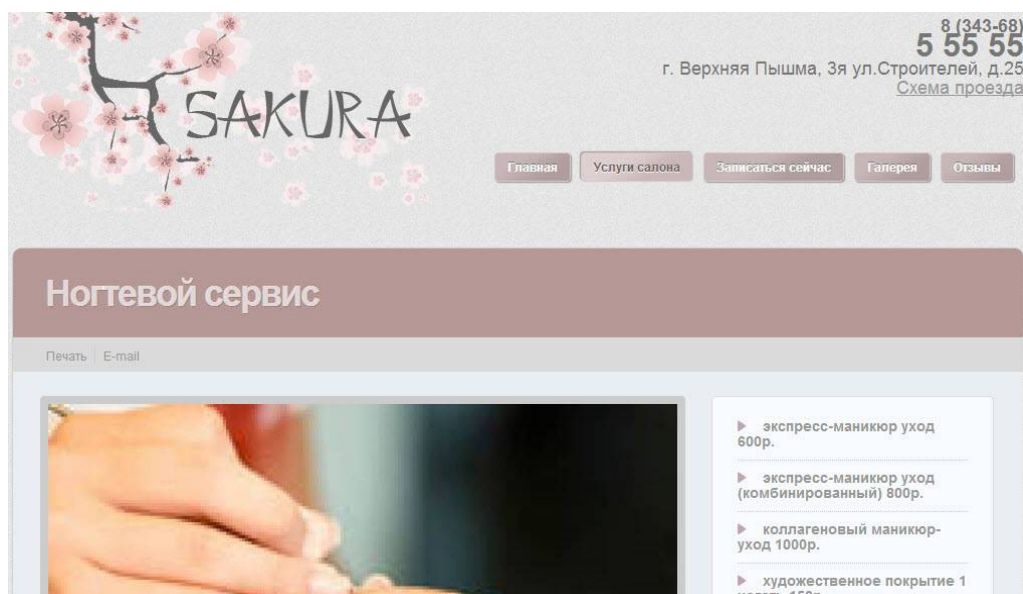 8 (343-68)
5 55 55
г. Верхняя Пышма, 3я ул.Строителей, д.25
Схема проезда
SAKURA
Главная
Услуги салона
Записаться сейчас
Галерея
Отзывы
Ногтевой сервис
Печать
E-mail
экспресс-маникюр уход
600р.
экспресс-маникюр уход
(комбинированный) 800р.
коллагеновый маникюр-
уход 1000р.
художественное покрытие 1